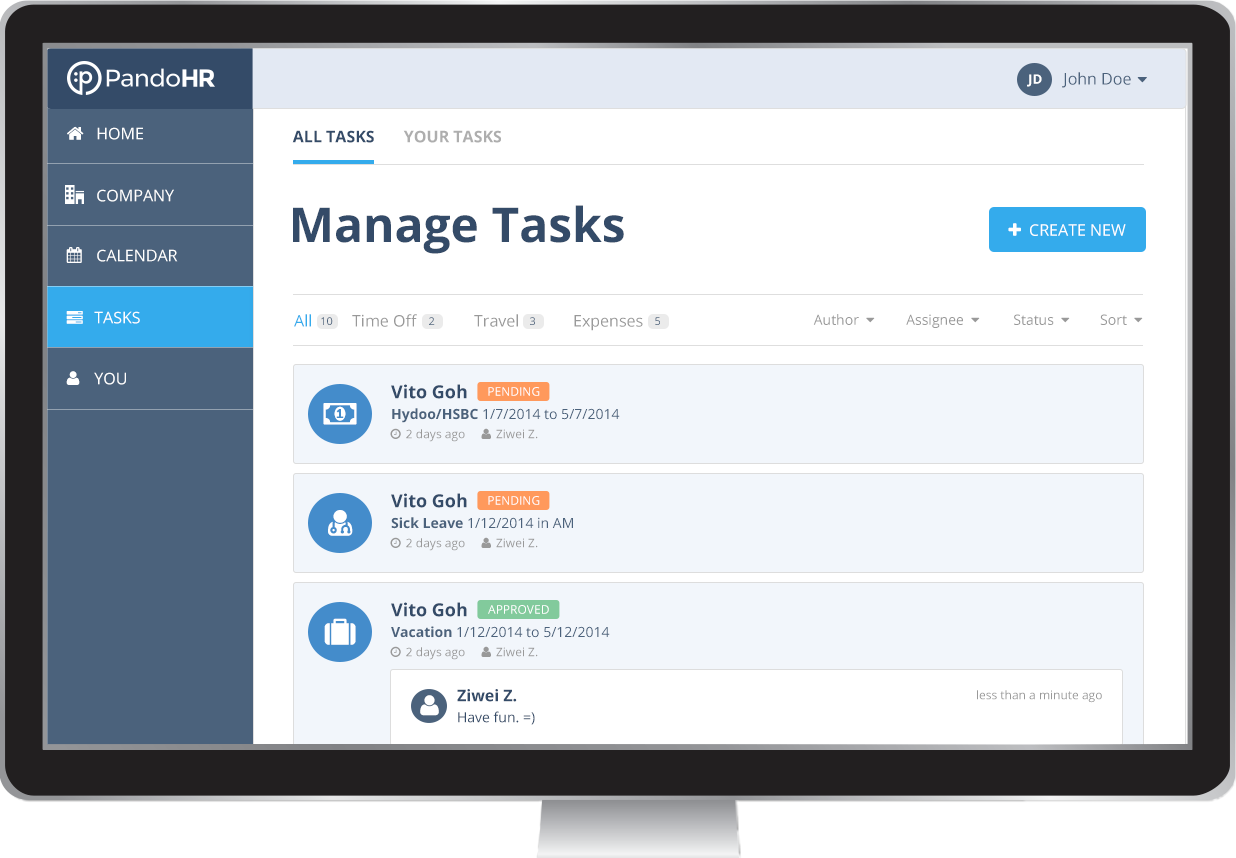 PandoHR
JD John Doe
HOME
COMPANY
CALENDAR
TASKS
YOU
ALL TASKS YOUR TASKS
Manage Tasks
+ CREATE NEW
All 10 Time Off 2 Travel 3 Expenses 5 Author Assignee Status Sort
1
Vito Goh PENDING
Hydoo/HSBC 1/7/2014 to 5/7/2014
2 days ago Ziwei Z.
Vito Goh PENDING
Sick Leave 1/12/2014 in AM
2 days ago Ziwei Z.
Vito Goh APPROVED
Vacation 1/12/2014 to 5/12/2014
2 days ago Ziwei Z.
Ziwei Z. less than a minute ago
Have fun. =)